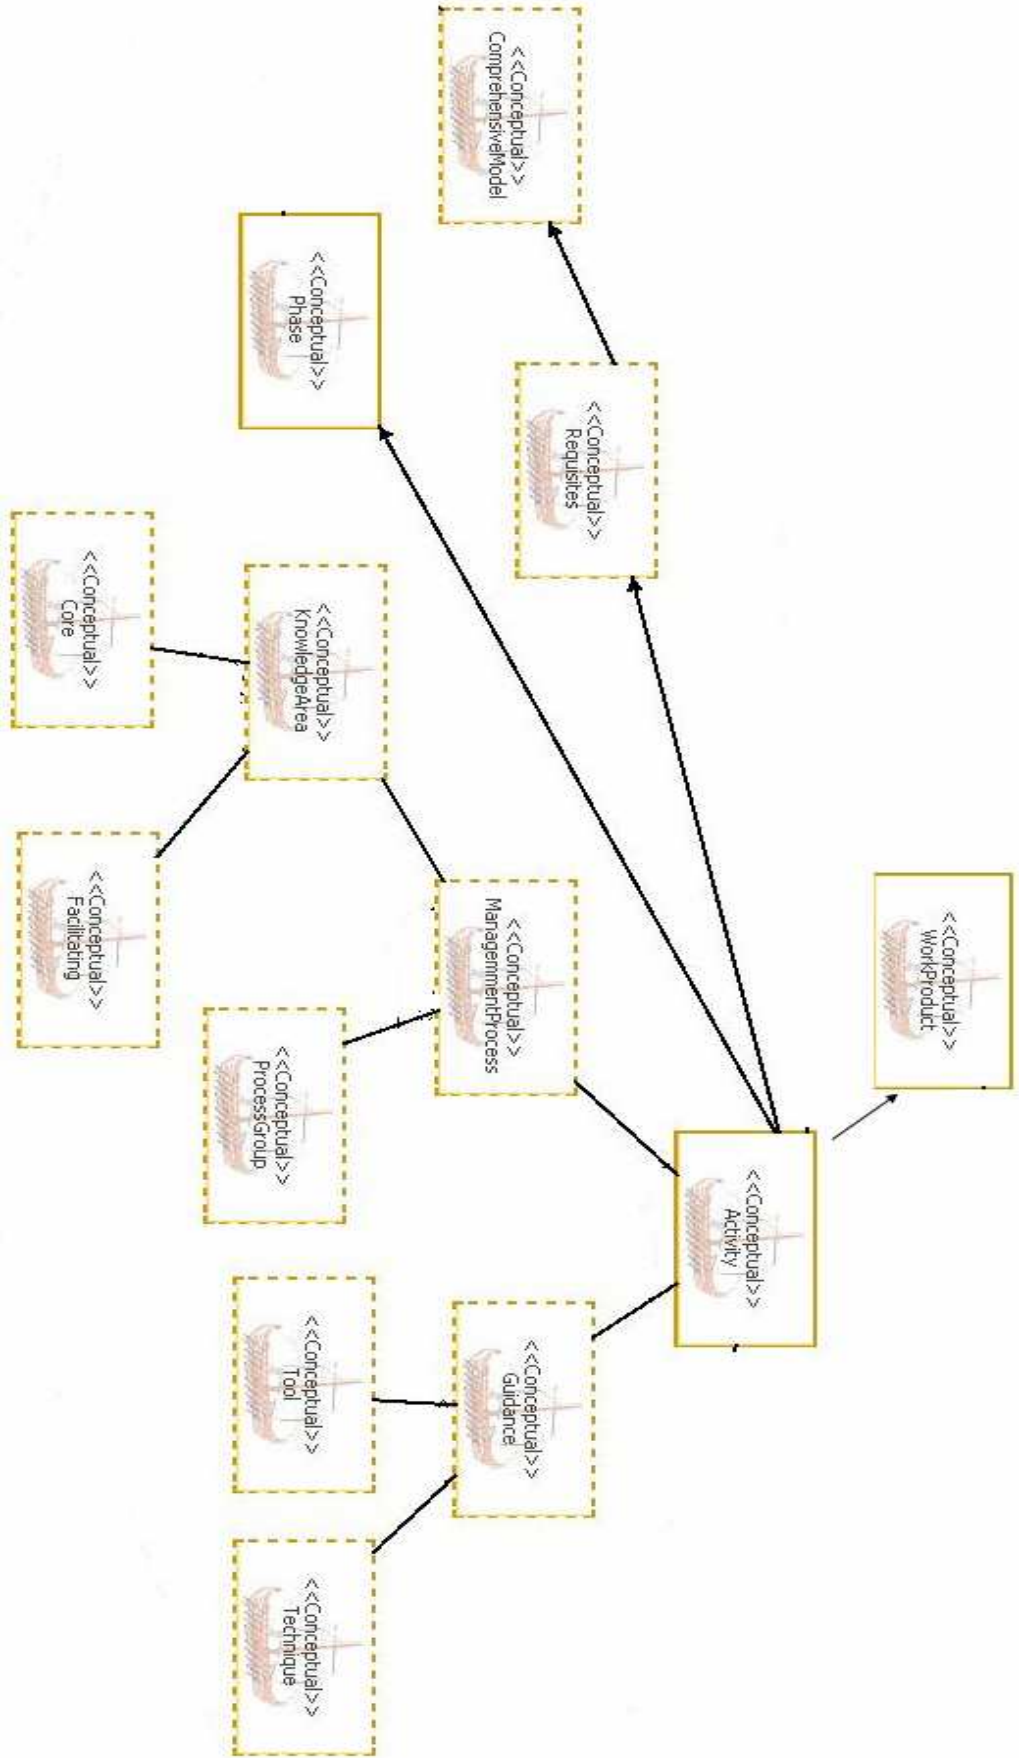 <<Conceptual>>
WorkProduct
<<Conceptual>>
Activity
<<Conceptual>>
ComprehensiveModel
<<Conceptual>>
Requisites
<<Conceptual>>
ManagemmentProcess
<<Conceptual>>
Guidance
<<Conceptual>>
Phase
<<Conceptual>>
KnowledgeArea
<<Conceptual>>
ProcessGroup
<<Conceptual>>
Tool
<<Conceptual>>
Technique
<<Conceptual>>
Core
<<Conceptual>>
Facilitating